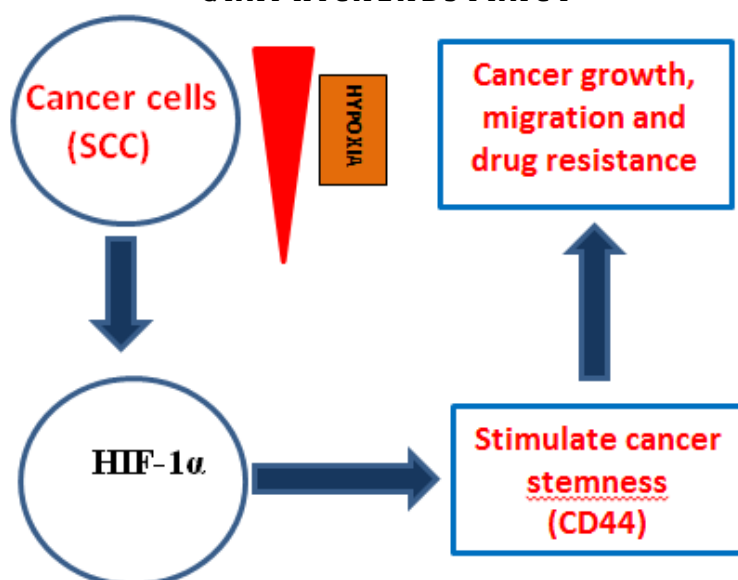 Cancer cells
(SCC)
HYPOXIA
Cancer growth,
migration and
drug resistance
HIF-1α
Stimulate cancer
stemness
(CD44)